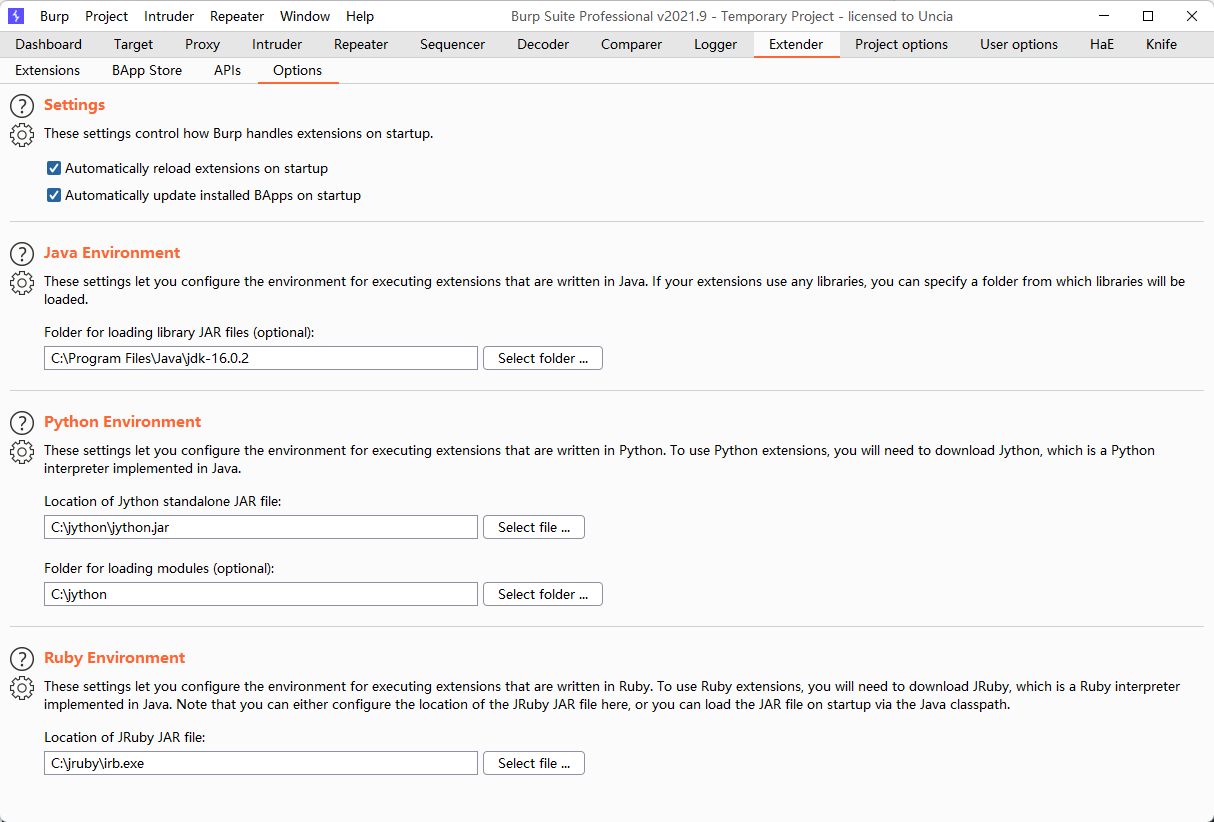 Burp Project Intruder Repeater Window Help Burp Suite Professional v2021.9 - Temporary Project - licensed to Uncia
Dashboard Target Proxy Intruder Repeater Sequencer Decoder Comparer Logger Extender Project options User options HaE Knife
Extensions BApp Store APIs Options
? Settings
These settings control how Burp handles extensions on startup.
Automatically reload extensions on startup
Automatically update installed BApps on startup
? Java Environment
These settings let you configure the environment for executing extensions that are written in Java. If your extensions use any libraries, you can specify a folder from which libraries will be
loaded.
Folder for loading library JAR files (optional):
C:\Program Files\Java\jdk-16.0.2 Select folder ...
? Python Environment
These settings let you configure the environment for executing extensions that are written in Python. To use Python extensions, you will need to download Jython, which is a Python
interpreter implemented in Java.
Location of Jython standalone JAR file:
C:\jython\jython.jar Select file ...
Folder for loading modules (optional):
C:\jython Select folder ...
? Ruby Environment
These settings let you configure the environment for executing extensions that are written in Ruby. To use Ruby extensions, you will need to download JRuby, which is a Ruby interpreter
implemented in Java. Note that you can either configure the location of the JRuby JAR file here, or you can load the JAR file on startup via the Java classpath.
Location of JRuby JAR file:
C:\jruby\irb.exe Select file ...